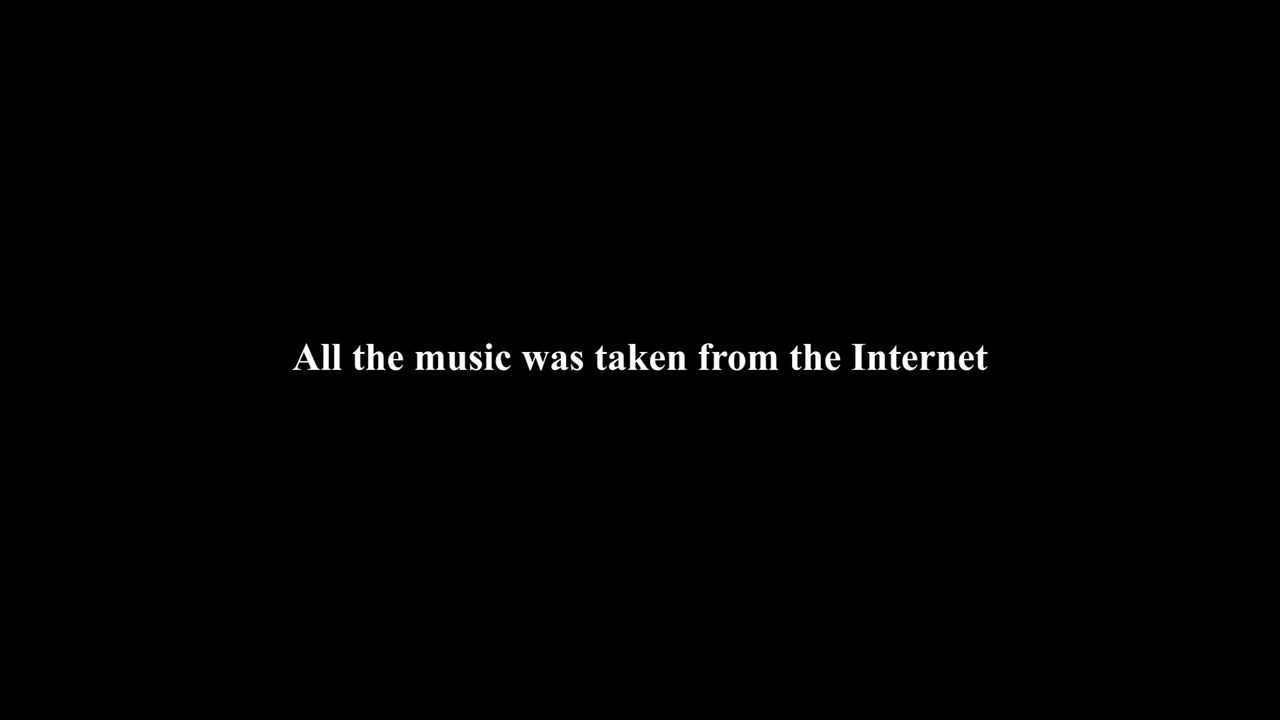 All the music was taken from the Internet